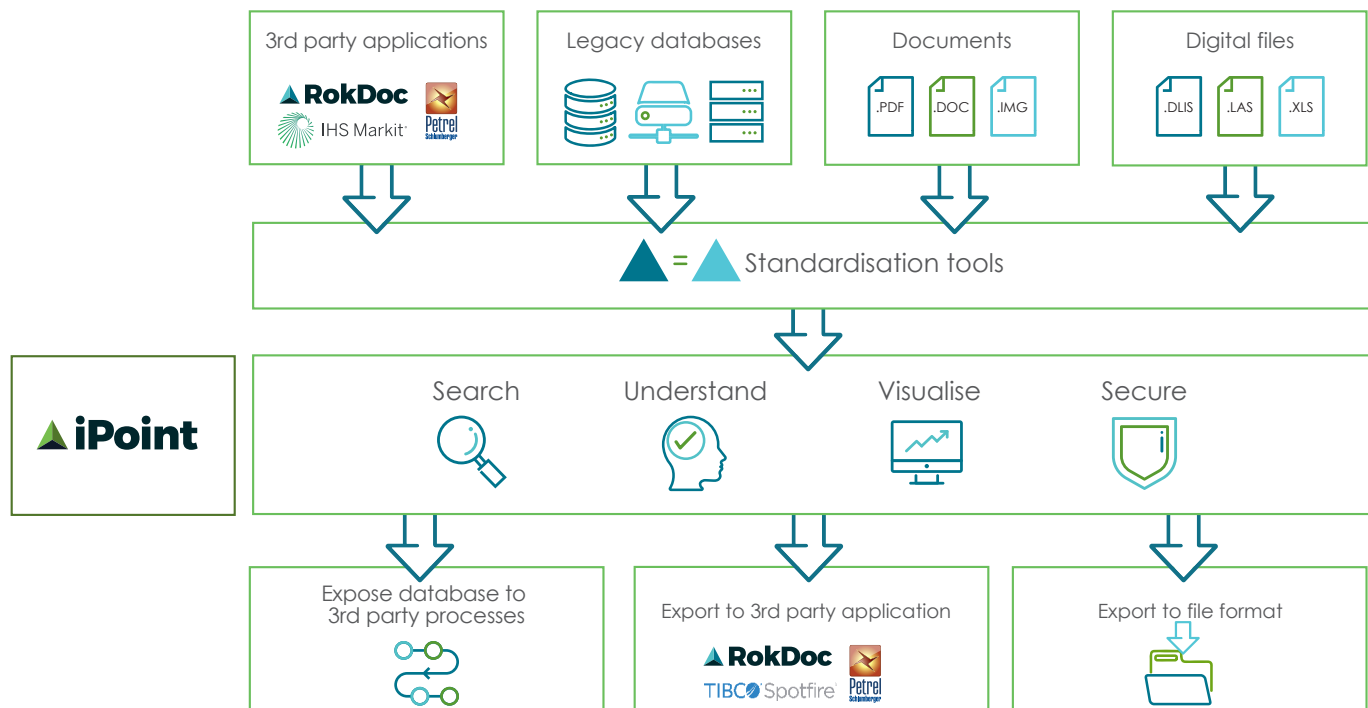 3rd party applications
RokDoc
IHS Markit
Petrel
Schlumberger
Legacy databases
Documents
.PDF
.DOC
.IMG
Digital files
.DLIS
.LAS
.XLS
= Standardisation tools
iPoint
Search
Understand
Visualise
Secure
i
Expose database to
3rd party processes
Export to 3rd party application
RokDoc
TIBCO Spotfire
Petrel
Schlumberger
Export to file format